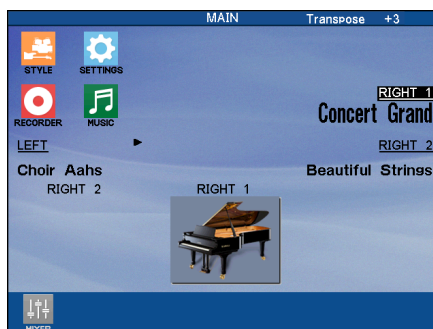 MAIN Transpose +3
STYLE SETTINGS
RIGHT 1
Concert Grand
RECORDER MUSIC
LEFT RIGHT 2
Choir Aahs Beautiful Strings
RIGHT 2 RIGHT 1
MIXER